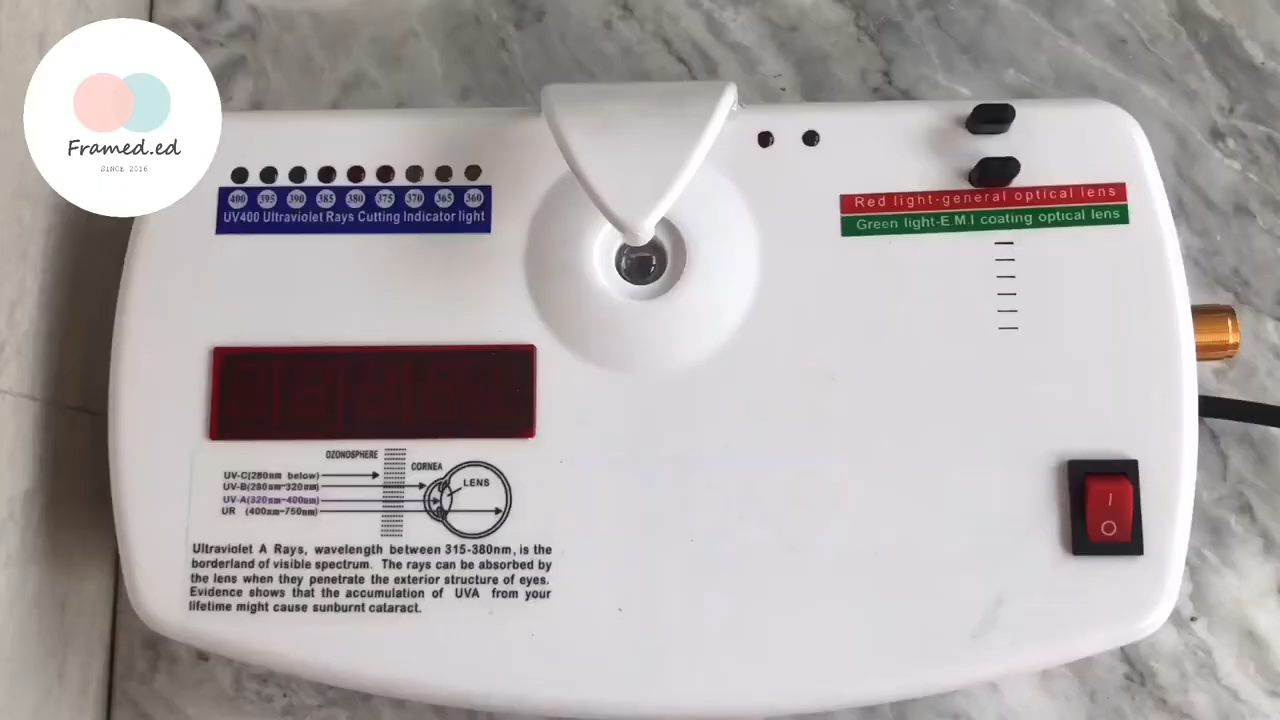 Framed.ed
SINCE 2016
400 395 390 385 380 375 370 365 360
UV400 Ultraviolet Rays Cutting Indicator light
Red light-general optical lens
Green light-E.M.I coating optical lens
OZONOSPHERE
CORNEA
LENS
UV-C(280nm below)
UV-B(280nm-320nm)
UV-A(320nm-400nm)
UR (400nm-750nm)
Ultraviolet A Rays, wavelength between 315-380nm, is the
borderland of visible spectrum. The rays can be absorbed by
the lens when they penetrate the exterior structure of eyes.
Evidence shows that the accumulation of UVA from your
lifetime might cause sunburnt cataract.
I
O